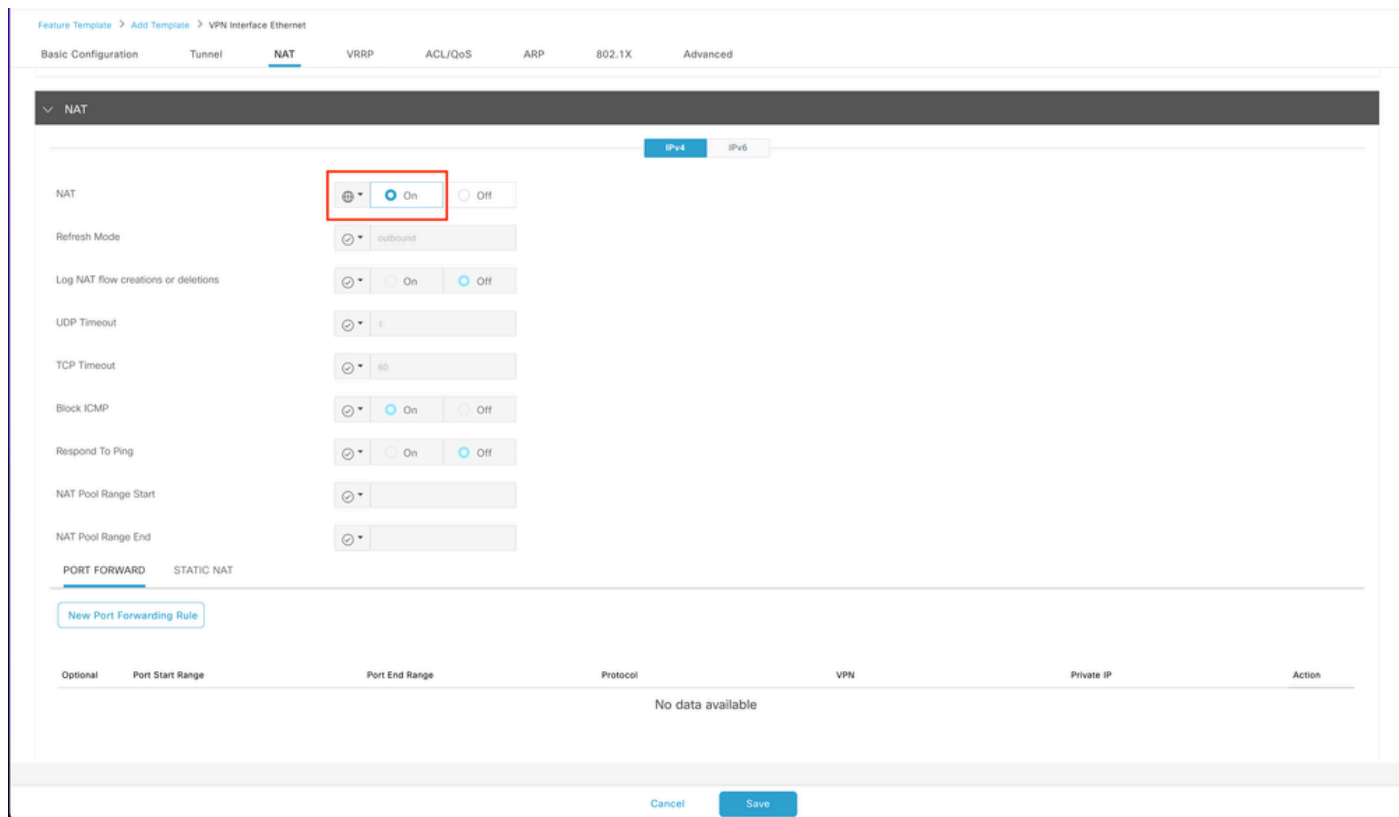 Feature Template > Add Template > VPN Interface Ethernet
Basic Configuration Tunnel NAT VRRP ACL/QoS ARP 802.1X Advanced
NAT
IPv4 IPv6
NAT On Off
Refresh Mode outbound
Log NAT flow creations or deletions On Off
UDP Timeout 1
TCP Timeout 60
Block ICMP On Off
Respond To Ping On Off
NAT Pool Range Start
NAT Pool Range End
PORT FORWARD STATIC NAT
New Port Forwarding Rule
Optional Port Start Range Port End Range Protocol VPN Private IP Action
No data available
Cancel Save